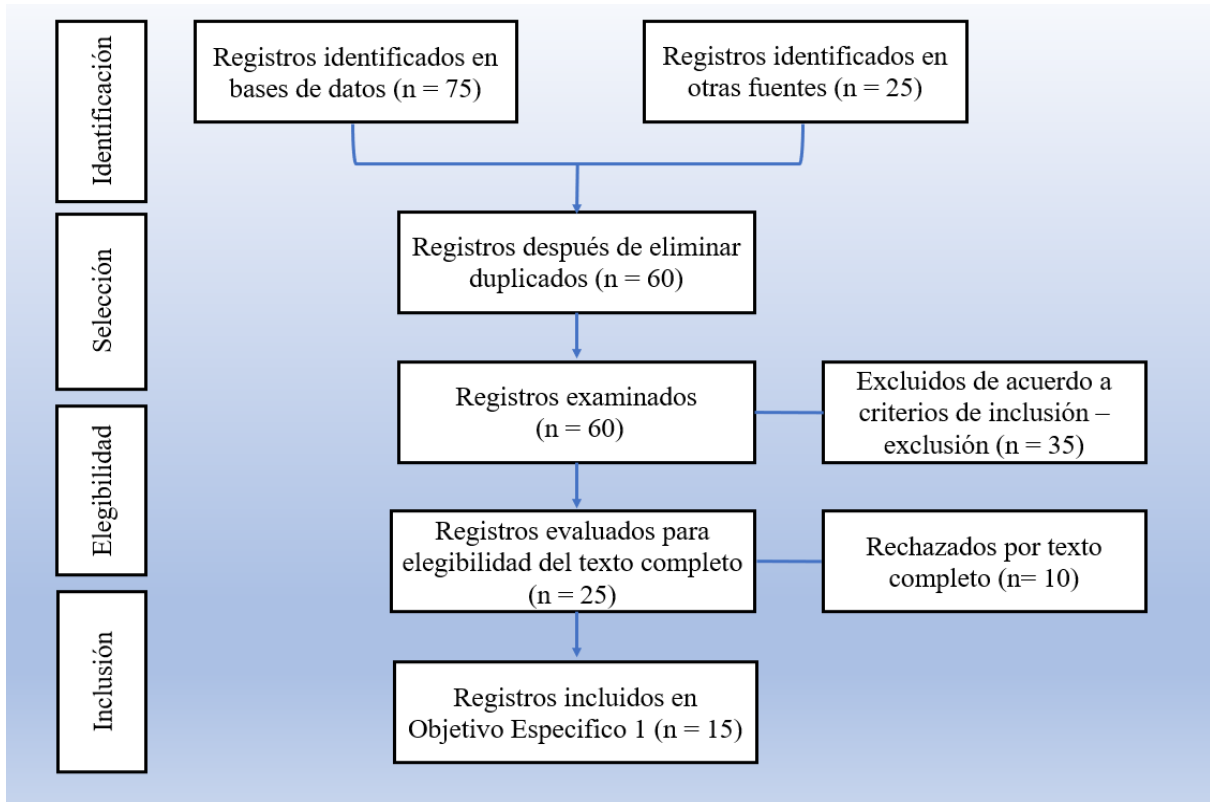 Identificación
Registros identificados en
bases de datos (n = 75)
Registros identificados en
otras fuentes (n = 25)
Selección
Registros después de eliminar
duplicados (n = 60)
Registros examinados
(n = 60)
Excluidos de acuerdo a
criterios de inclusión –
exclusión (n = 35)
Elegibilidad
Registros evaluados para
elegibilidad del texto completo
(n = 25)
Rechazados por texto
completo (n= 10)
Inclusión
Registros incluidos en
Objetivo Especifico 1 (n = 15)